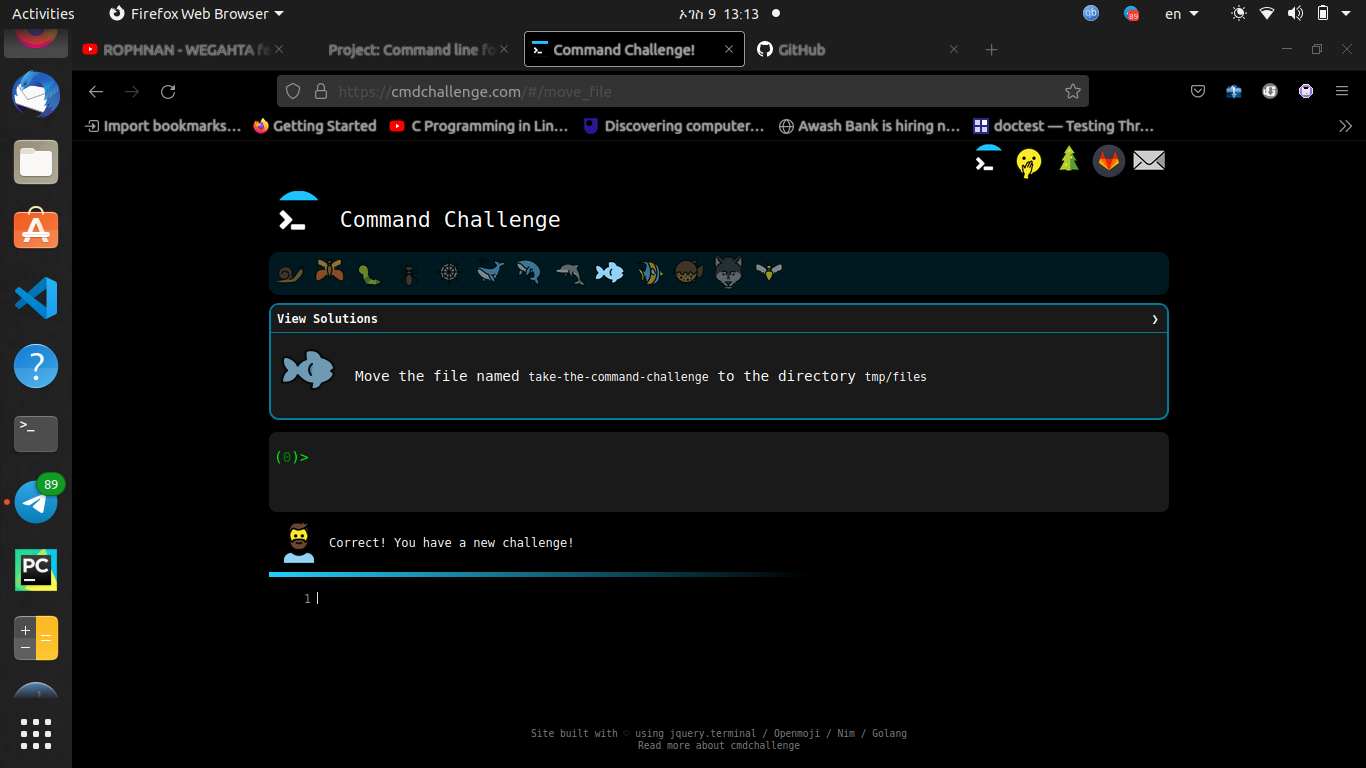 Activities Firefox Web Browser ኦገስ 9 13:13 en
ROPHNAN - WEGAHTA Project: Command line fo Command Challenge! GitHub
https://cmdchallenge.com/#/move_file
Import bookmarks... Getting Started C Programming in Lin... Discovering computer... Awash Bank is hiring n... doctest — Testing Thr...
Command Challenge
View Solutions
Move the file named take-the-command-challenge to the directory tmp/files
(0)>
Correct! You have a new challenge!
1
89
PC
Site built with ♡ using jquery.terminal / Openmoji / Nim / Golang
Read more about cmdchallenge